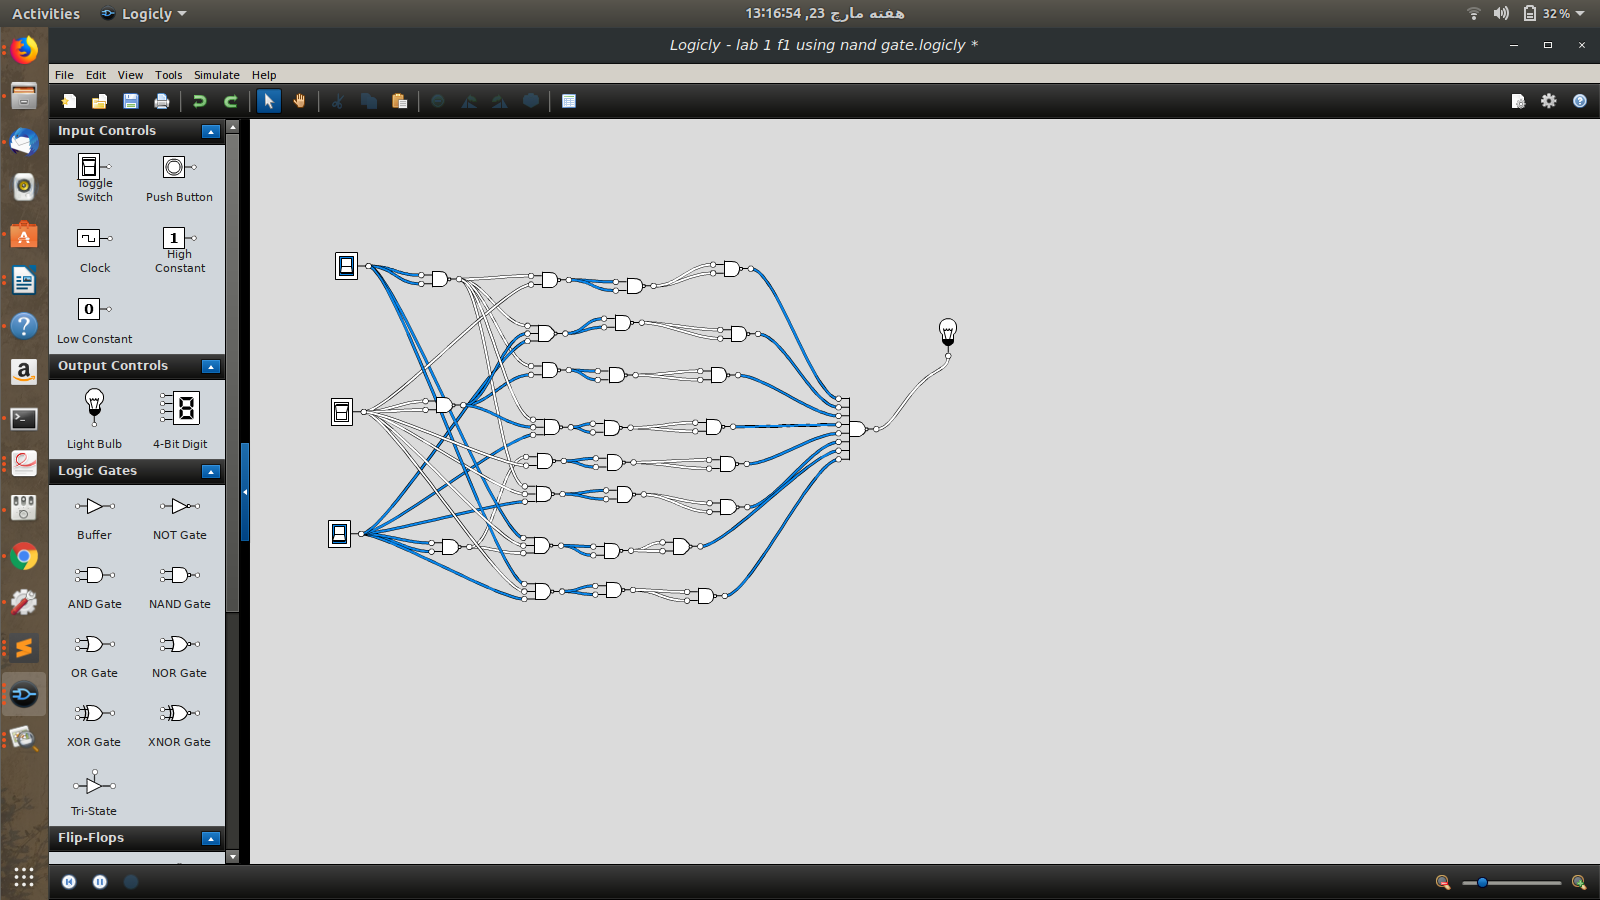 Activities
Logicly
هفته مارچ 23, 13:16:54
32 %
Logicly - lab 1 f1 using nand gate.logicly *
File Edit View Tools Simulate Help
Input Controls
Toggle Switch
Push Button
Clock
1
High Constant
0
Low Constant
Output Controls
Light Bulb
4-Bit Digit
Logic Gates
Buffer
NOT Gate
AND Gate
NAND Gate
OR Gate
NOR Gate
XOR Gate
XNOR Gate
Tri-State
Flip-Flops